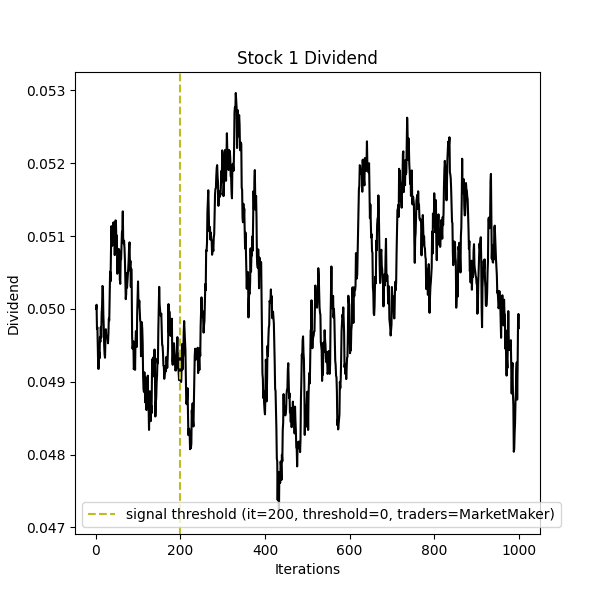 Stock 1 Dividend
0.053
0.052
0.051
0.050
0.049
0.048
0.047
Dividend
signal threshold (it=200, threshold=0, traders=MarketMaker)
0 200 400 600 800 1000
Iterations